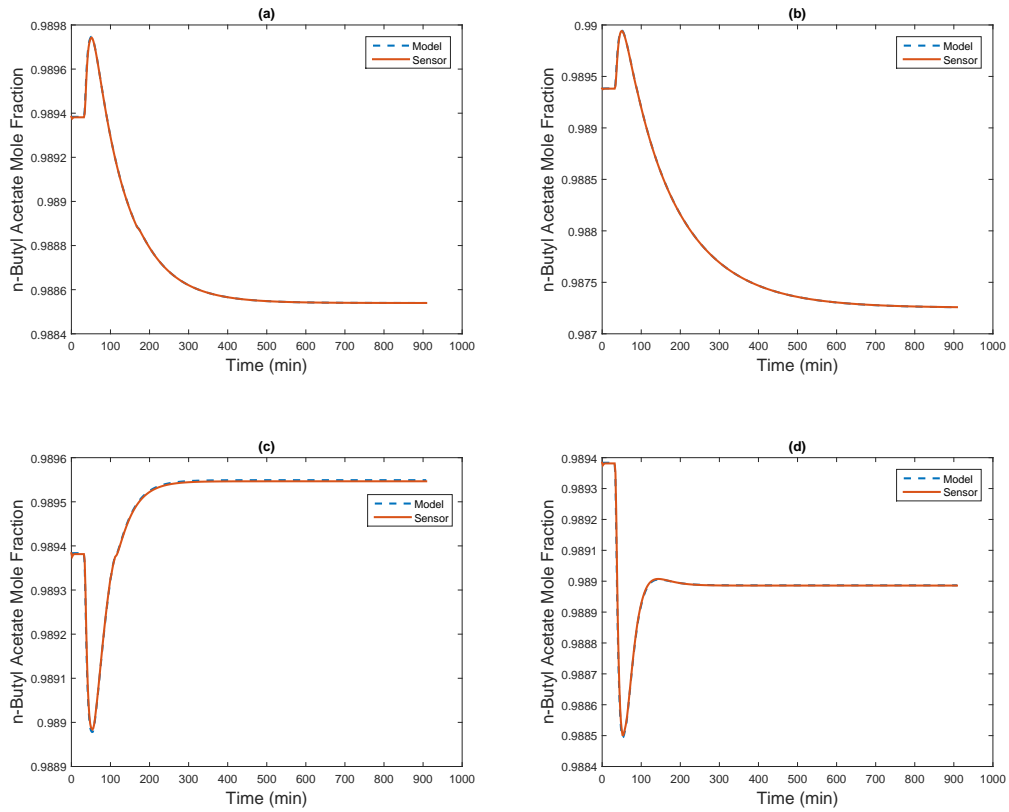 (a)
n-Butyl Acetate Mole Fraction
0.9898
0.9896
0.9894
0.9892
0.989
0.9888
0.9886
0.9884
Model
Sensor
0 100 200 300 400 500 600 700 800 900 1000
Time (min)
(b)
n-Butyl Acetate Mole Fraction
0.99
0.9895
0.989
0.9885
0.988
0.9875
0.987
Model
Sensor
0 100 200 300 400 500 600 700 800 900 1000
Time (min)
(c)
n-Butyl Acetate Mole Fraction
0.9896
0.9895
0.9894
0.9893
0.9892
0.9891
0.989
0.9889
Model
Sensor
0 100 200 300 400 500 600 700 800 900 1000
Time (min)
(d)
n-Butyl Acetate Mole Fraction
0.9894
0.9893
0.9892
0.9891
0.989
0.9889
0.9888
0.9887
0.9886
0.9885
0.9884
Model
Sensor
0 100 200 300 400 500 600 700 800 900 1000
Time (min)